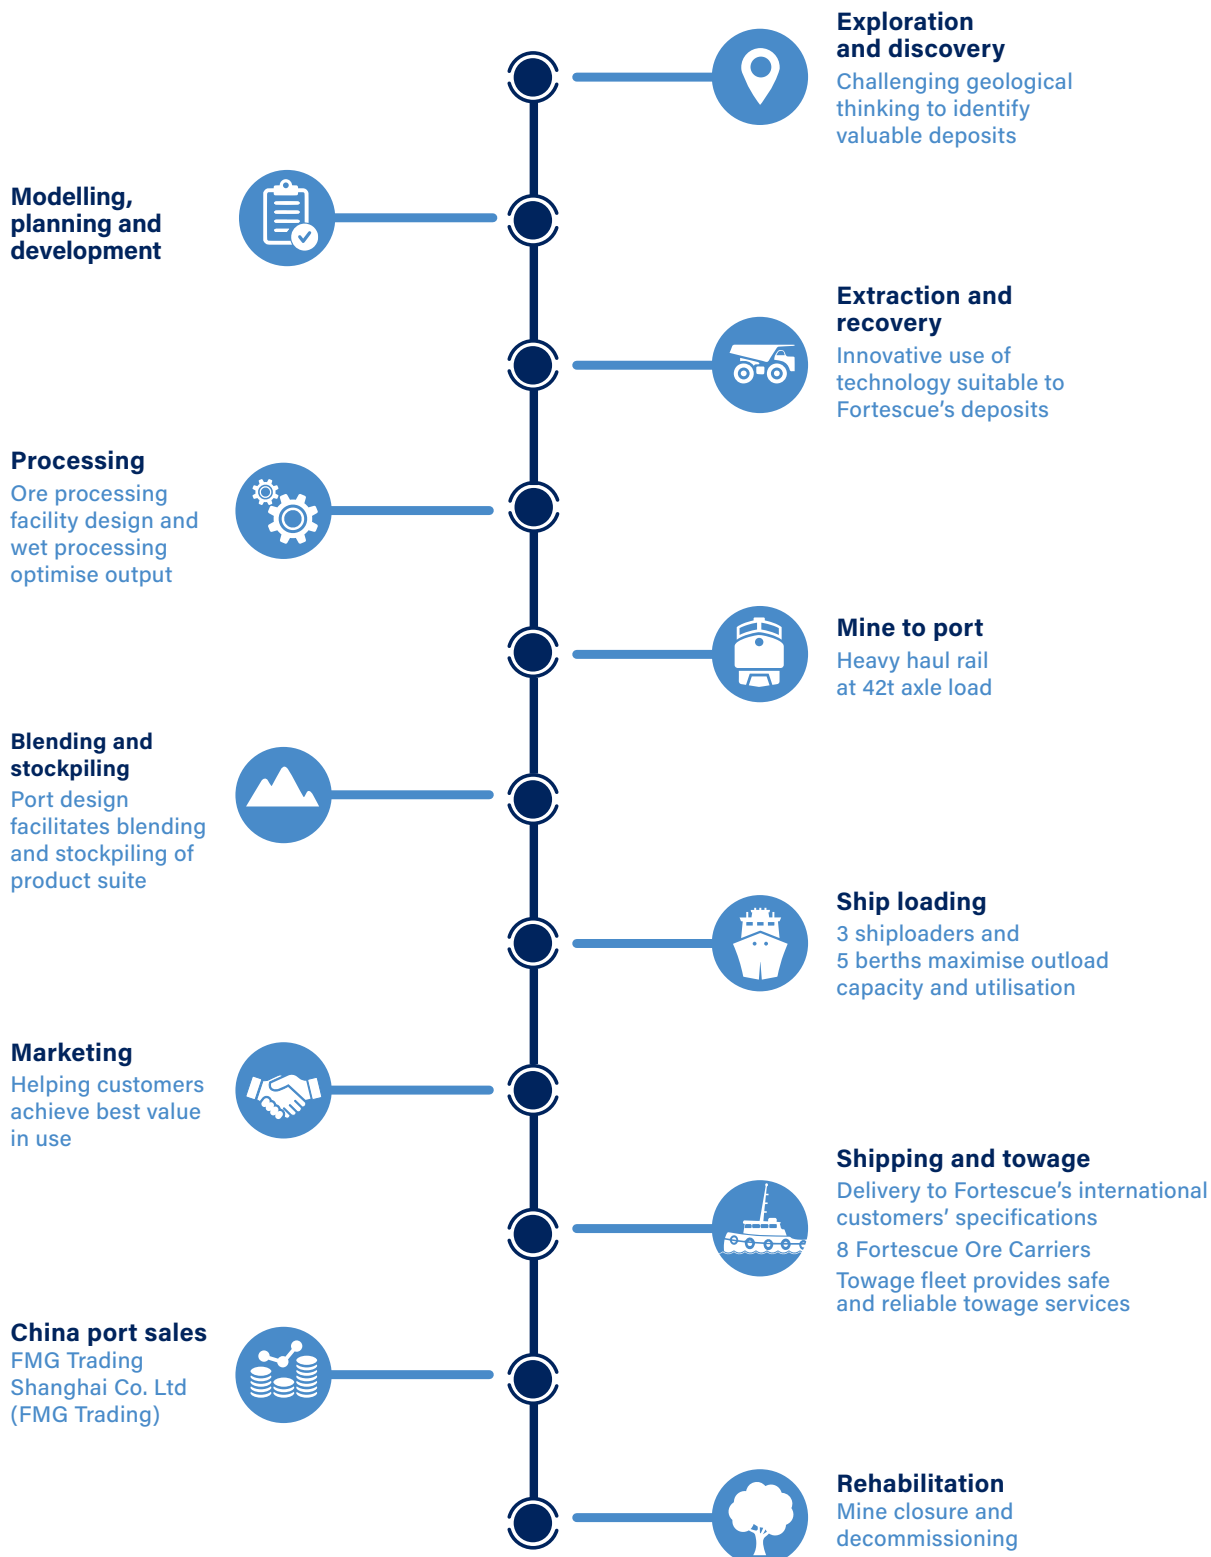 Exploration
and discovery
Challenging geological
thinking to identify
valuable deposits
Modelling,
planning and
development
Extraction and
recovery
Innovative use of
technology suitable to
Fortescue’s deposits
Processing
Ore processing
facility design and
wet processing
optimise output
Mine to port
Heavy haul rail
at 42t axle load
Blending and
stockpiling
Port design
facilitates blending
and stockpiling of
product suite
Ship loading
3 shiploaders and
5 berths maximise outload
capacity and utilisation
Marketing
Helping customers
achieve best value
in use
Shipping and towage
Delivery to Fortescue’s international
customers’ specifications
8 Fortescue Ore Carriers
Towage fleet provides safe
and reliable towage services
China port sales
FMG Trading
Shanghai Co. Ltd
(FMG Trading)
Rehabilitation
Mine closure and
decommissioning